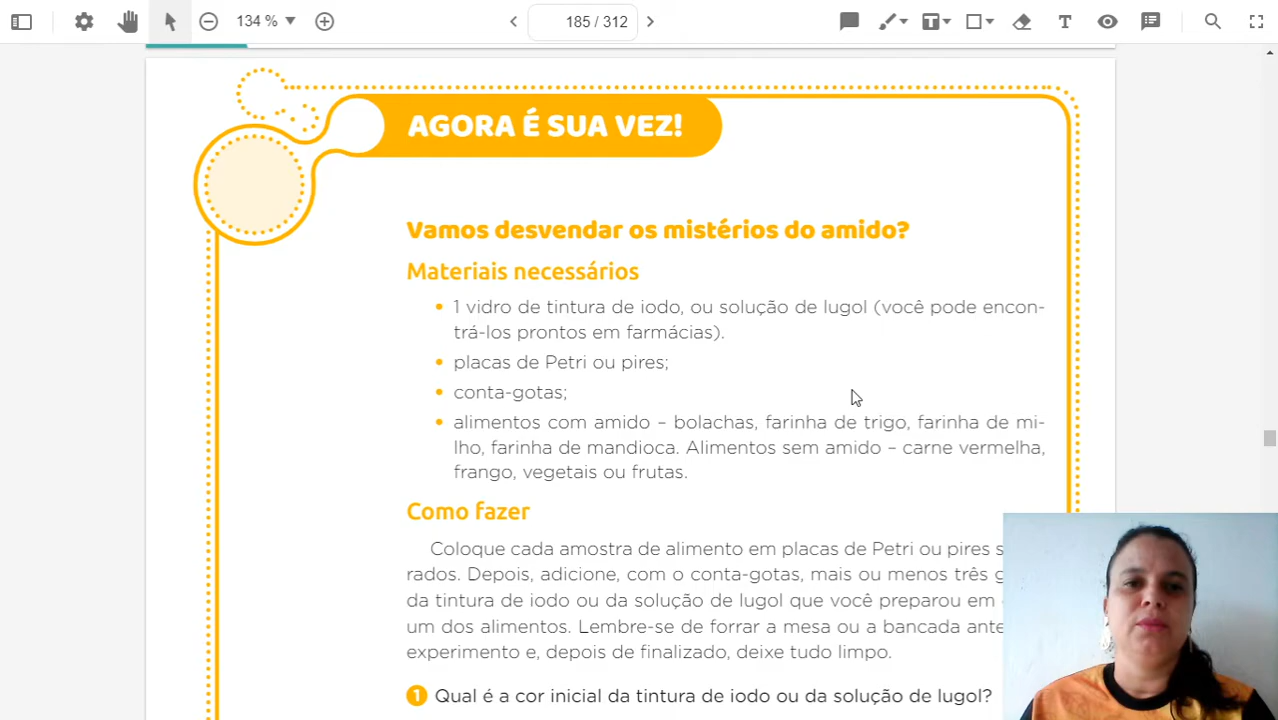 134 %
185 / 312
AGORA É SUA VEZ!
Vamos desvendar os mistérios do amido?
Materiais necessários
• 1 vidro de tintura de iodo, ou solução de lugol (você pode encon-
trá-los prontos em farmácias).
• placas de Petri ou pires;
• conta-gotas;
• alimentos com amido – bolachas, farinha de trigo, farinha de mi-
lho, farinha de mandioca. Alimentos sem amido – carne vermelha,
frango, vegetais ou frutas.
Como fazer
Coloque cada amostra de alimento em placas de Petri ou pires
rados. Depois, adicione, com o conta-gotas, mais ou menos três
da tintura de iodo ou da solução de lugol que você preparou em
um dos alimentos. Lembre-se de forrar a mesa ou a bancada
experimento e, depois de finalizado, deixe tudo limpo.
1 Qual é a cor inicial da tintura de iodo ou da solução de lugol?